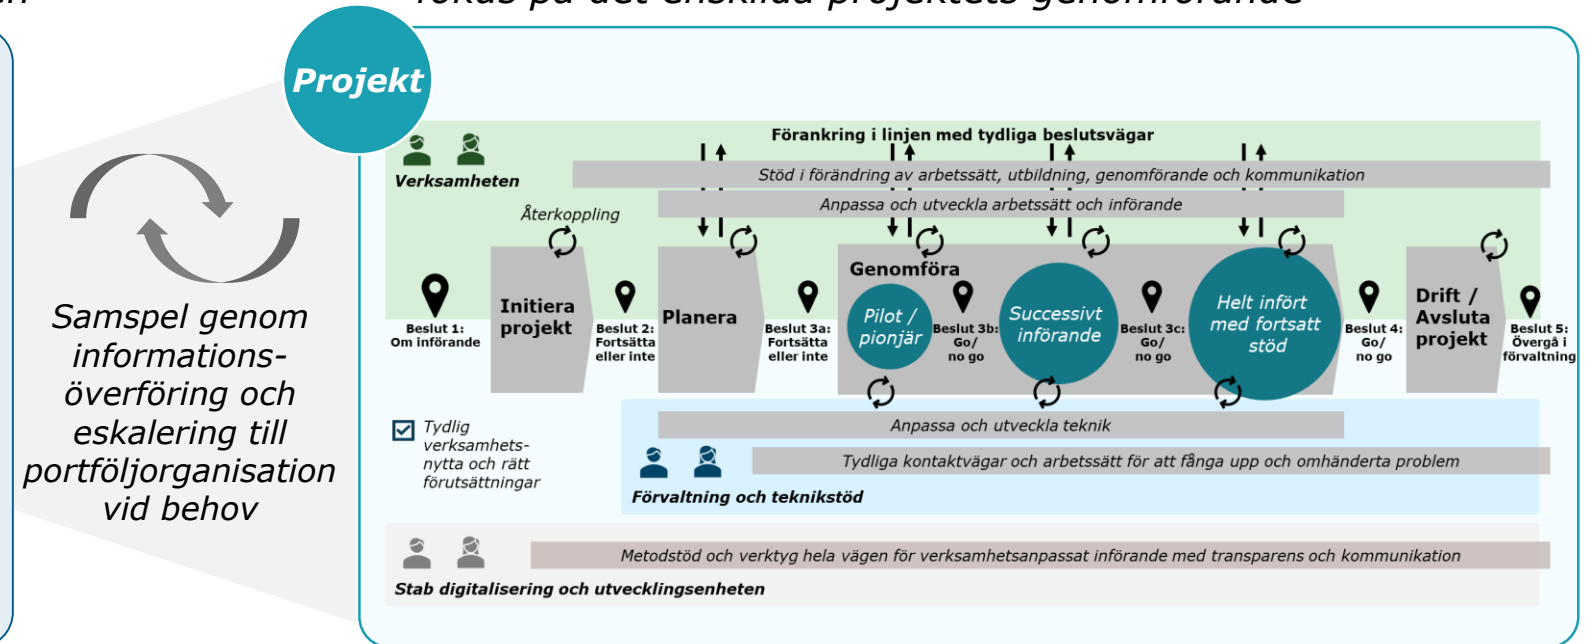 fokus på det enskilda projektets genomförande
Projekt
Samspel genom
informations-
överföring och
eskalering till
portföljorganisation
vid behov
Förankring i linjen med tydliga beslutsvägar
Verksamheten
Stöd i förändring av arbetssätt, utbildning, genomförande och kommunikation
Anpassa och utveckla arbetssätt och införande
Återkoppling
Beslut 1:
Om införande
Initiera
projekt
Beslut 2:
Fortsätta
eller inte
Planera
Beslut 3a:
Fortsätta
eller inte
Genomföra
Pilot /
pionjär
Beslut 3b:
Go/
no go
Successivt
införande
Beslut 3c:
Go/
no go
Helt infört
med fortsatt
stöd
Beslut 4:
Go/
no go
Drift /
Avsluta
projekt
Beslut 5:
Övergå i
förvaltning
Tydlig
verksamhets-
nytta och rätt
förutsättningar
Anpassa och utveckla teknik
Tydliga kontaktvägar och arbetssätt för att fånga upp och omhänderta problem
Förvaltning och teknikstöd
Metodstöd och verktyg hela vägen för verksamhetsanpassat införande med transparens och kommunikation
Stab digitalisering och utvecklingsenheten